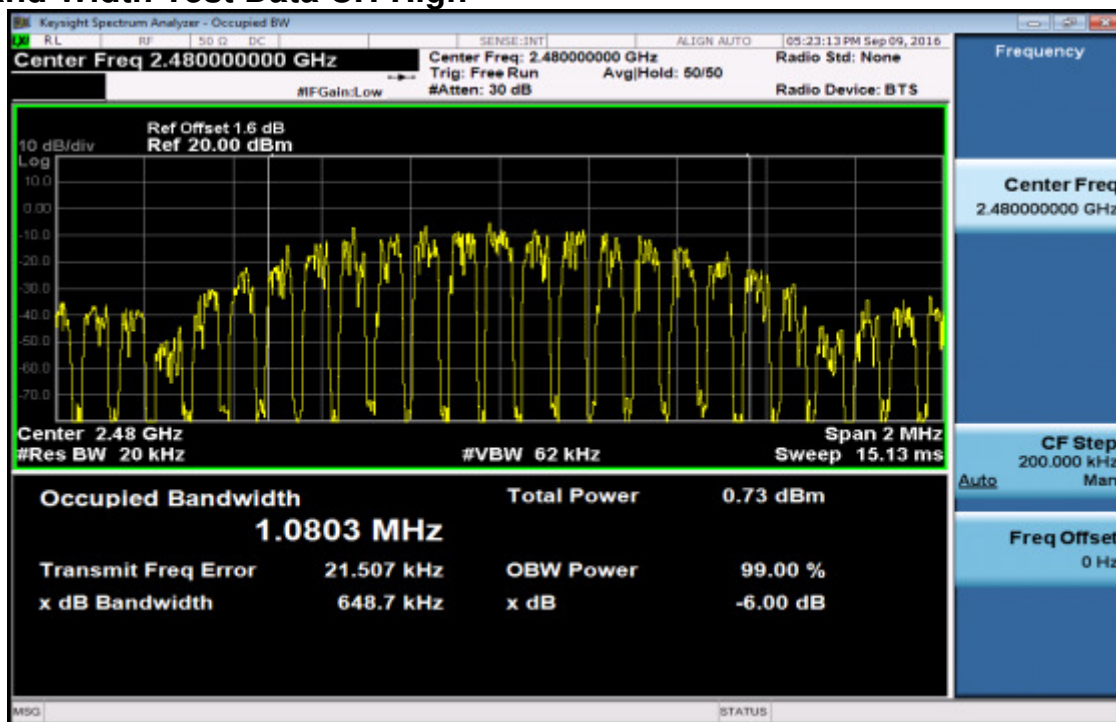 Width Test Data CH-High
Keysight Spectrum Analyzer - Occupied BW
RL RF 50 Ω DC SENSE:INT ALIGN AUTO 05:23:13 PM Sep 09, 2016
Center Freq 2.480000000 GHz
Center Freq: 2.480000000 GHz
Radio Std: None
Trig: Free Run Avg|Hold: 50/50
#IFGain:Low
#Atten: 30 dB
Radio Device: BTS
Ref Offset 1.6 dB
10 dB/div Ref 20.00 dBm
Log
10.0
0.00
-10.0
-20.0
-30.0
-40.0
-50.0
-60.0
-70.0
Center 2.48 GHz Span 2 MHz
#Res BW 20 kHz #VBW 62 kHz Sweep 15.13 ms
Occupied Bandwidth Total Power 0.73 dBm
1.0803 MHz
Transmit Freq Error 21.507 kHz OBW Power 99.00 %
x dB Bandwidth 648.7 kHz x dB -6.00 dB
MSG STATUS
Frequency
Center Freq
2.480000000 GHz
CF Step
200.000 kHz
Auto Man
Freq Offset
0 Hz